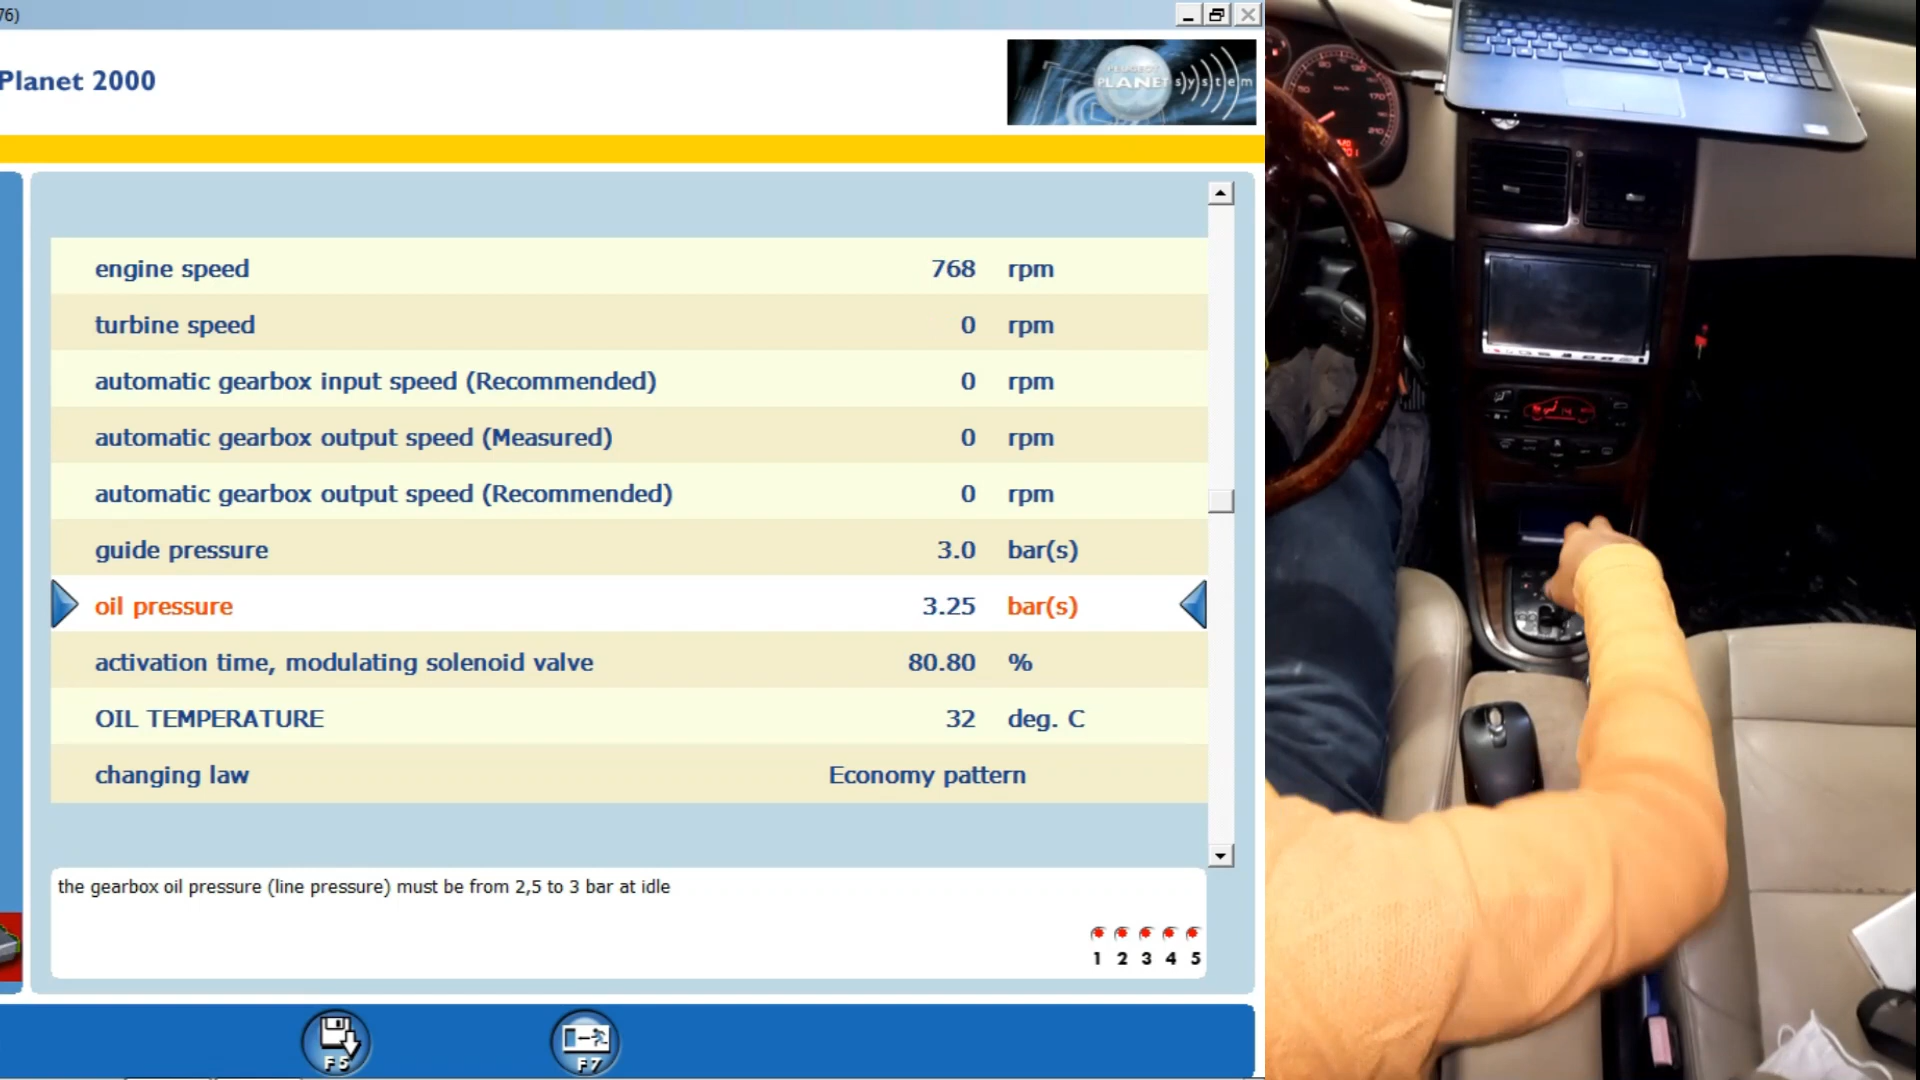 76)
Planet 2000
PEUGEOT
PLANET system
engine speed 768 rpm
turbine speed 0 rpm
automatic gearbox input speed (Recommended) 0 rpm
automatic gearbox output speed (Measured) 0 rpm
automatic gearbox output speed (Recommended) 0 rpm
guide pressure 3.0 bar(s)
oil pressure 3.25 bar(s)
activation time, modulating solenoid valve 80.80 %
OIL TEMPERATURE 32 deg. C
changing law Economy pattern
the gearbox oil pressure (line pressure) must be from 2,5 to 3 bar at idle
1 2 3 4 5
F5
F7